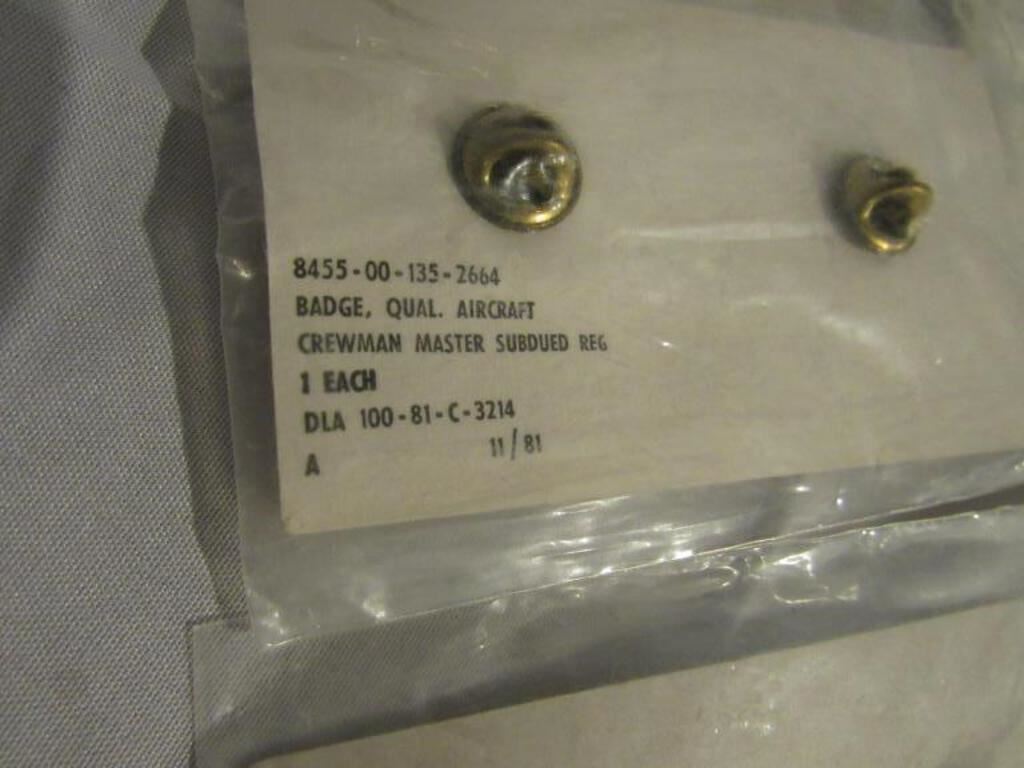 8455-00-135-2664
BADGE, QUAL. AIRCRAFT
CREWMAN MASTER SUBDUED REG
1 EACH
DLA 100-81-C-3214
11/81
A